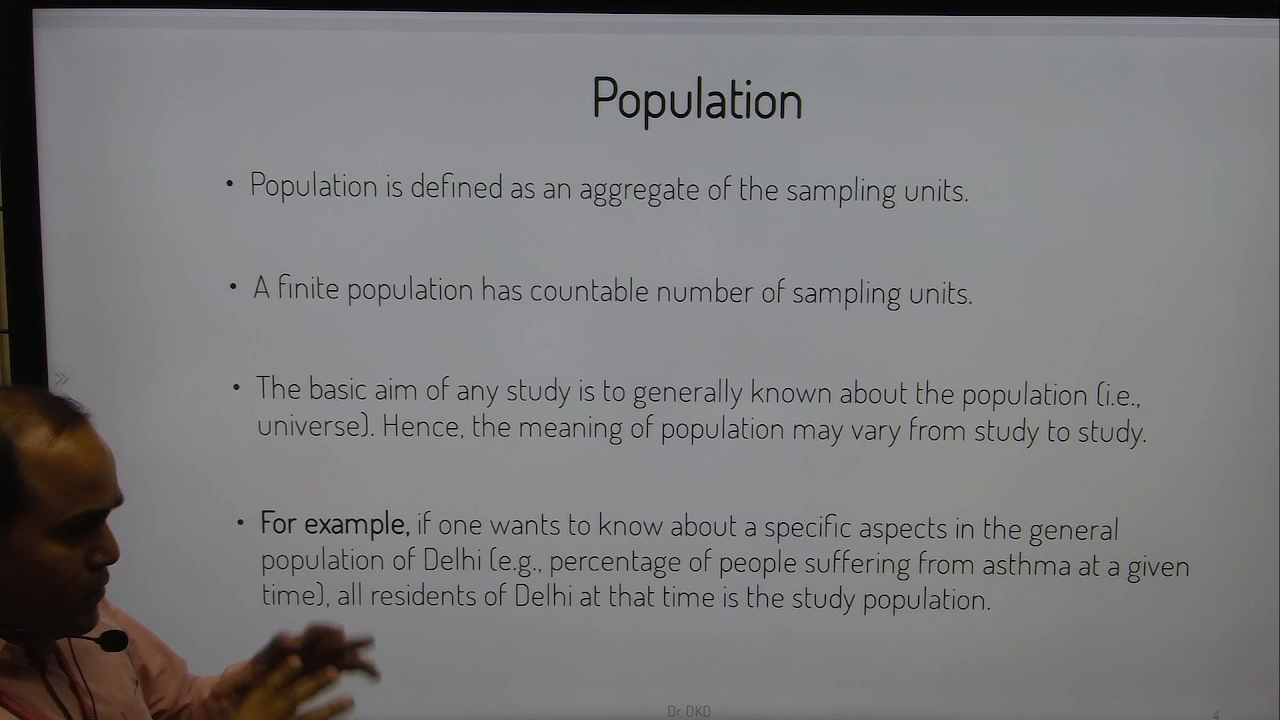 Population
• Population is defined as an aggregate of the sampling units.
• A finite population has countable number of sampling units.
• The basic aim of any study is to generally known about the population (i.e.,
universe). Hence, the meaning of population may vary from study to study.
• For example, if one wants to know about a specific aspects in the general
population of Delhi (e.g., percentage of people suffering from asthma at a given
time), all residents of Delhi at that time is the study population.
Dr. DKD
4